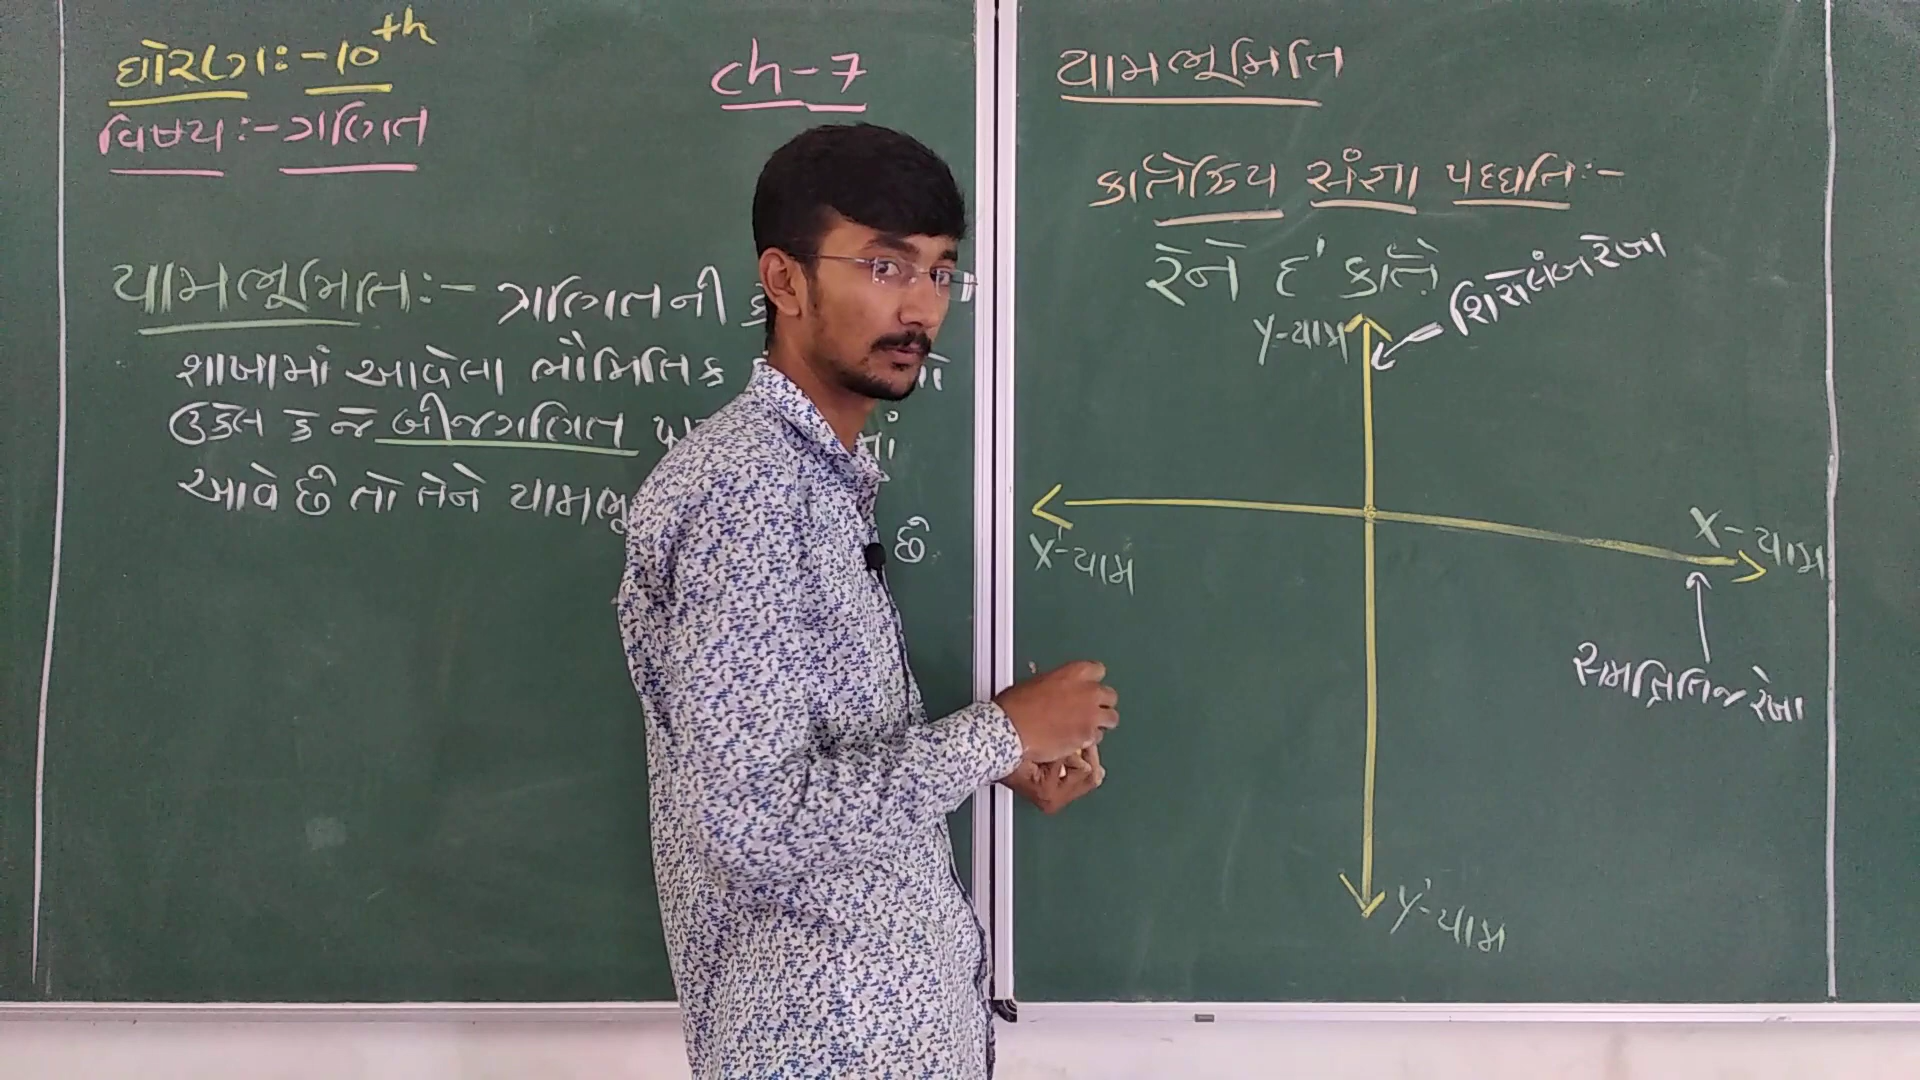 ધોરણ:-10th
વિષય:-ગણિત
ch-7
યામભૂમિતિ:- ગણિતની
શાખામાં આવેલા ભૌમિતિક
ઉકેલ કે જે બીજગણિત
આવે છે તો તેને યામભૂ
છે
યામભૂમિતિ
કાર્તેઝિય સંજ્ઞા પદ્ધતિ:-
રેને દ' કાર્તે
શિરોલંબ રેખા
Y-યામ
X-યામ
X'-યામ
સમક્ષિતિજ રેખા
Y'-યામ